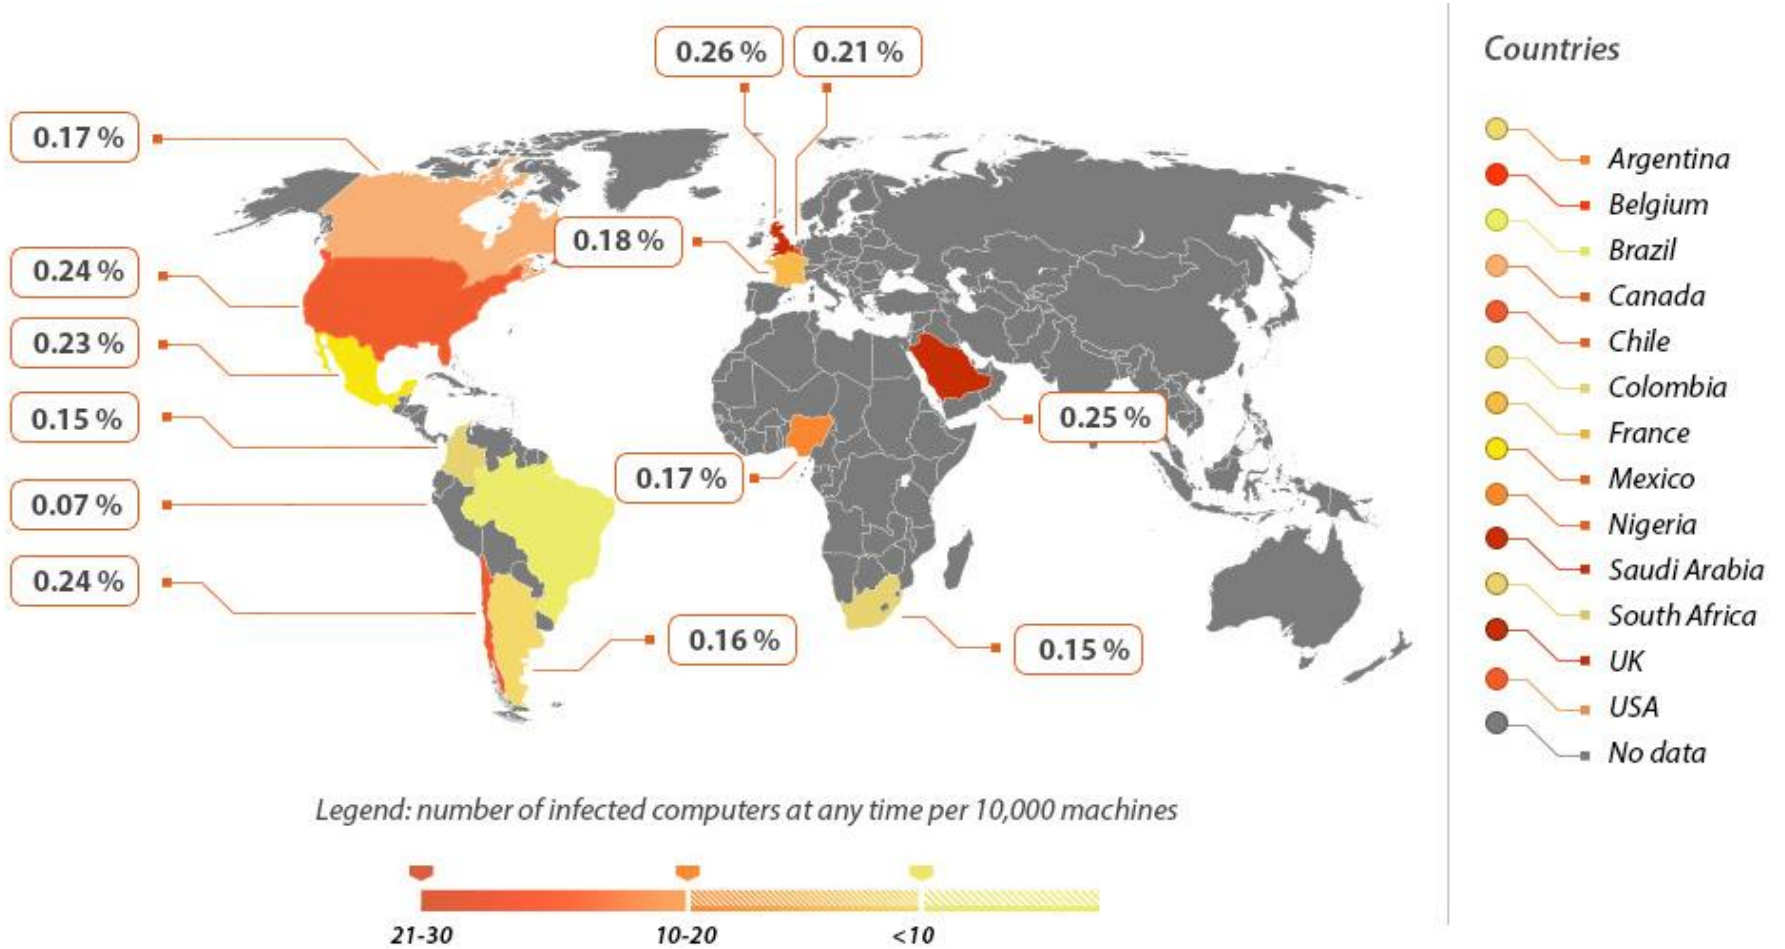 0.26 %
0.21 %
0.17 %
0.18 %
0.24 %
0.23 %
0.15 %
0.25 %
0.17 %
0.07 %
0.24 %
0.16 %
0.15 %
Countries
Argentina
Belgium
Brazil
Canada
Chile
Colombia
France
Mexico
Nigeria
Saudi Arabia
South Africa
UK
USA
No data
Legend: number of infected computers at any time per 10,000 machines
21-30
10-20
<10